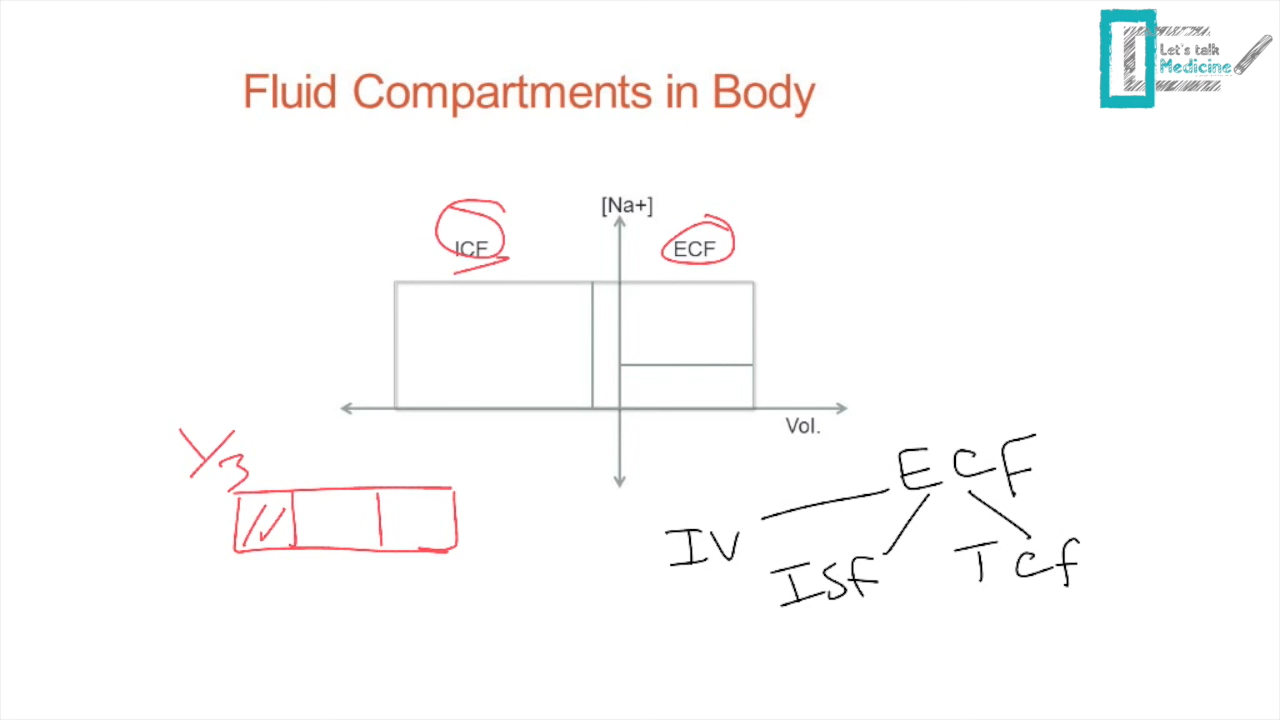 Let's talk
Medicine
Fluid Compartments in Body
[Na+]
ICF
ECF
Vol.
1/3
ECF
IV
ISF
TCf